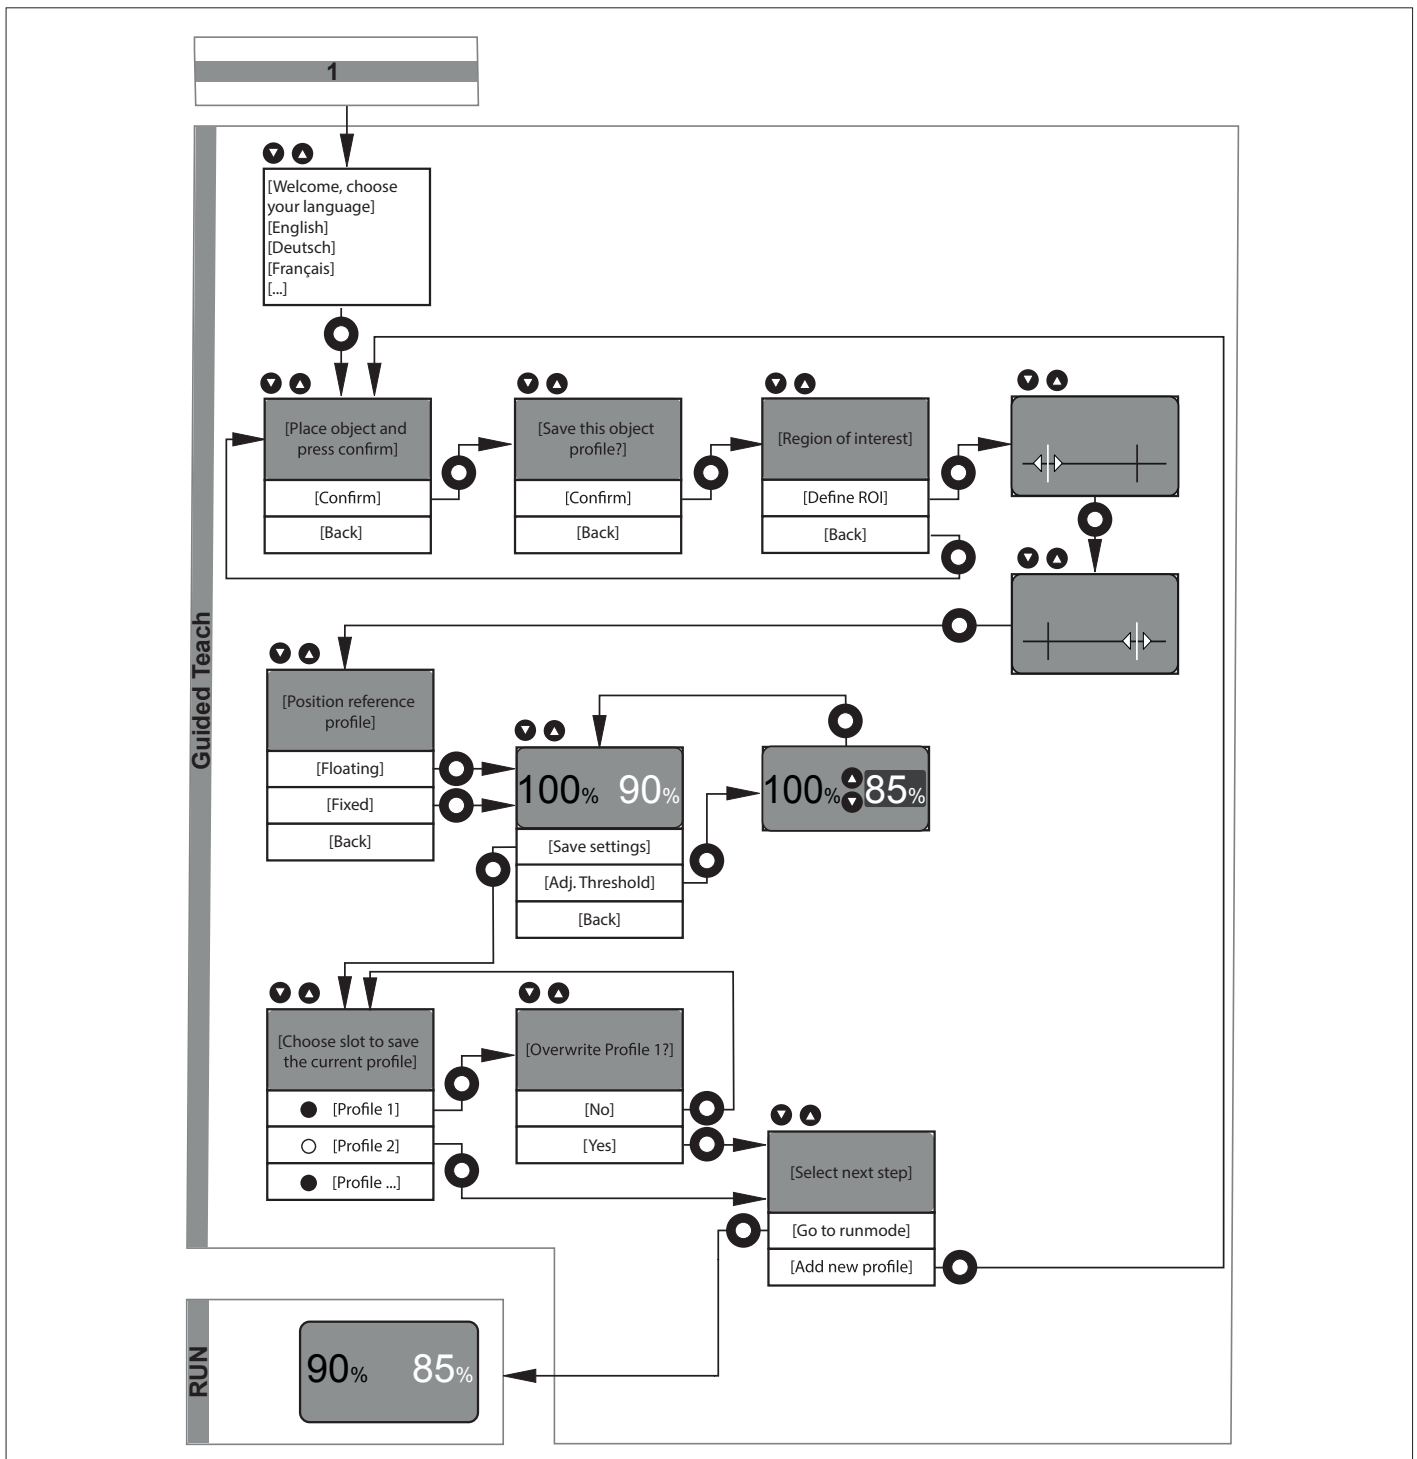 1
Guided Teach
[Welcome, choose
your language]
[English]
[Deutsch]
[Français]
[...]
[Place object and
press confirm]
[Confirm]
[Back]
[Save this object
profile?]
[Confirm]
[Back]
[Region of interest]
[Define ROI]
[Back]
[Position reference
profile]
[Floating]
[Fixed]
[Back]
100% 90%
[Save settings]
[Adj. Threshold]
[Back]
100% 85%
[Choose slot to save
the current profile]
[Profile 1]
[Profile 2]
[Profile ...]
[Overwrite Profile 1?]
[No]
[Yes]
[Select next step]
[Go to runmode]
[Add new profile]
RUN
90% 85%